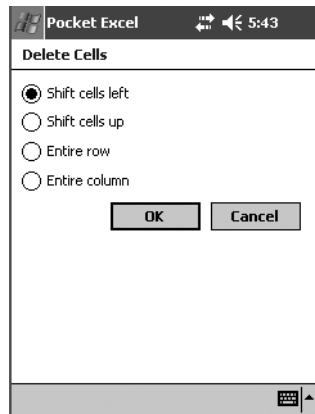 Pocket Excel 5:43
Delete Cells
Shift cells left
Shift cells up
Entire row
Entire column
OK Cancel